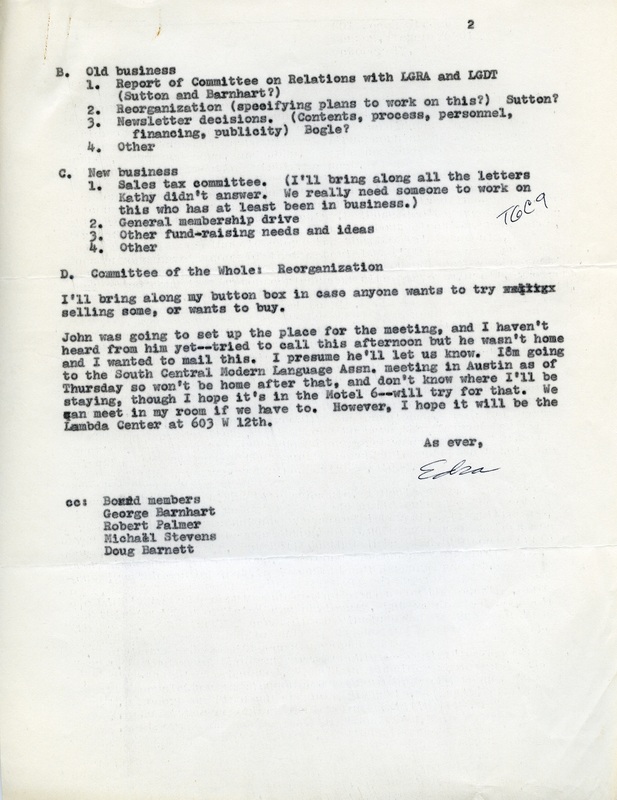 2
B. Old business
1. Report of Committee on Relations with LGRA and LGDT
(Sutton and Barnhart?)
2. Reorganization (specifying plans to work on this?) Sutton?
3. Newsletter decisions. (Contents, process, personnel,
financing, publicity) Bogle?
4. Other
C. New business
1. Sales tax committee. (I'll bring along all the letters
Kathy didn't answer. We really need someone to work on
this who has at least been in business.)
2. General membership drive
3. Other fund-raising needs and ideas
4. Other
TGC9
D. Committee of the Whole: Reorganization
I'll bring along my button box in case anyone wants to try
selling some, or wants to buy.
John was going to set up the place for the meeting, and I haven't
heard from him yet--tried to call this afternoon but he wasn't home
and I wanted to mail this. I presume he'll let us know. I'm going
to the South Central Modern Language Assn. meeting in Austin as of
Thursday so won't be home after that, and don't know where I'll be
staying, though I hope it's in the Motel 6--will try for that. We
can meet in my room if we have to. However, I hope it will be the
Lambda Center at 603 W 12th.
As ever,
cc: Board members
George Barnhart
Robert Palmer
Michael Stevens
Doug Barnett